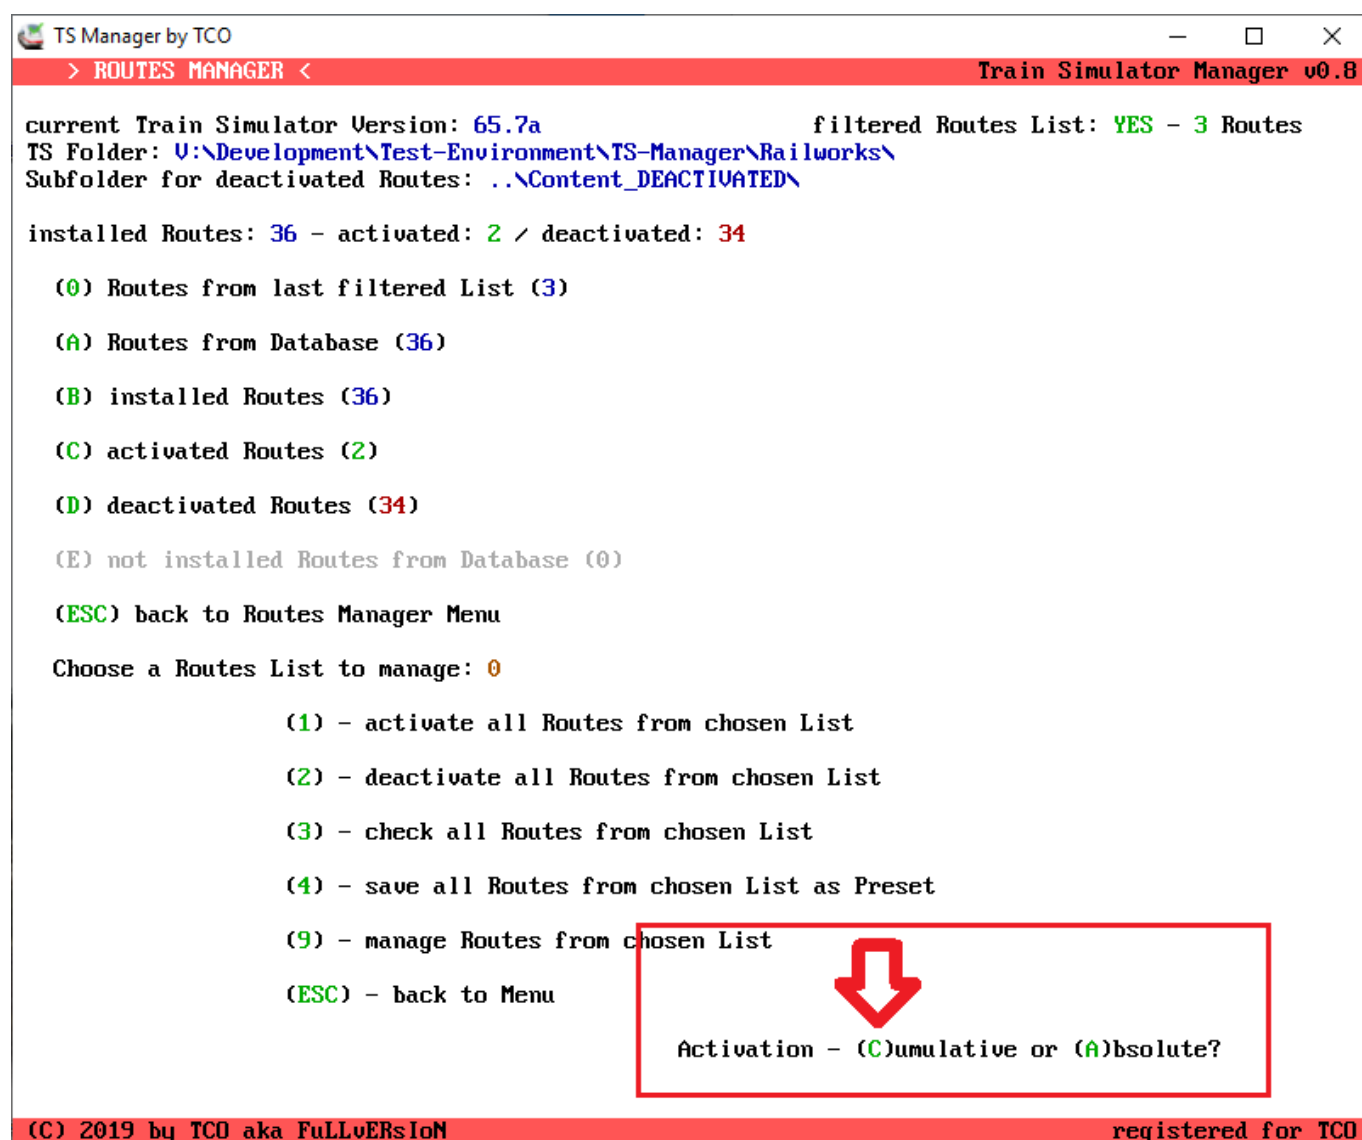 TS Manager by TCO
> ROUTES MANAGER < Train Simulator Manager v0.8
current Train Simulator Version: 65.7a filtered Routes List: YES - 3 Routes
TS Folder: V:\Development\Test-Environment\TS-Manager\Railworks\
Subfolder for deactivated Routes: ..\Content_DEACTIVATED\
installed Routes: 36 - activated: 2 / deactivated: 34
(0) Routes from last filtered List (3)
(A) Routes from Database (36)
(B) installed Routes (36)
(C) activated Routes (2)
(D) deactivated Routes (34)
(E) not installed Routes from Database (0)
(ESC) back to Routes Manager Menu
Choose a Routes List to manage: 0
(1) - activate all Routes from chosen List
(2) - deactivate all Routes from chosen List
(3) - check all Routes from chosen List
(4) - save all Routes from chosen List as Preset
(9) - manage Routes from chosen List
(ESC) - back to Menu
Activation - (C)umulative or (A)bsolute?
(C) 2019 by TCO aka FuLLvERsIoN registered for TCO